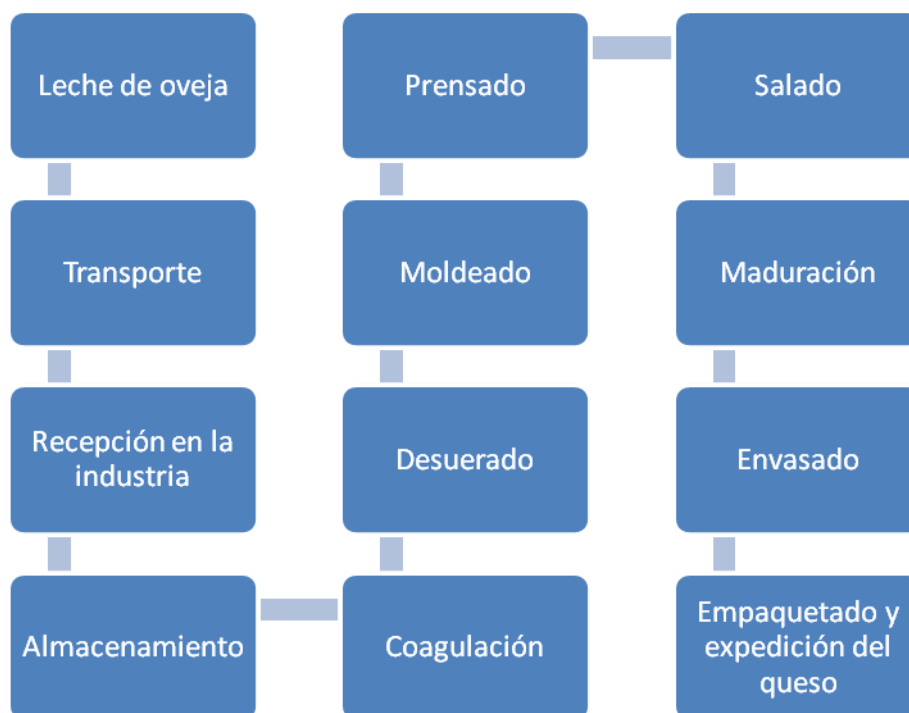 Leche de oveja
Transporte
Recepción en la
industria
Almacenamiento
Coagulación
Desuerado
Moldeado
Prensado
Salado
Maduración
Envasado
Empaquetado y
expedición del
queso